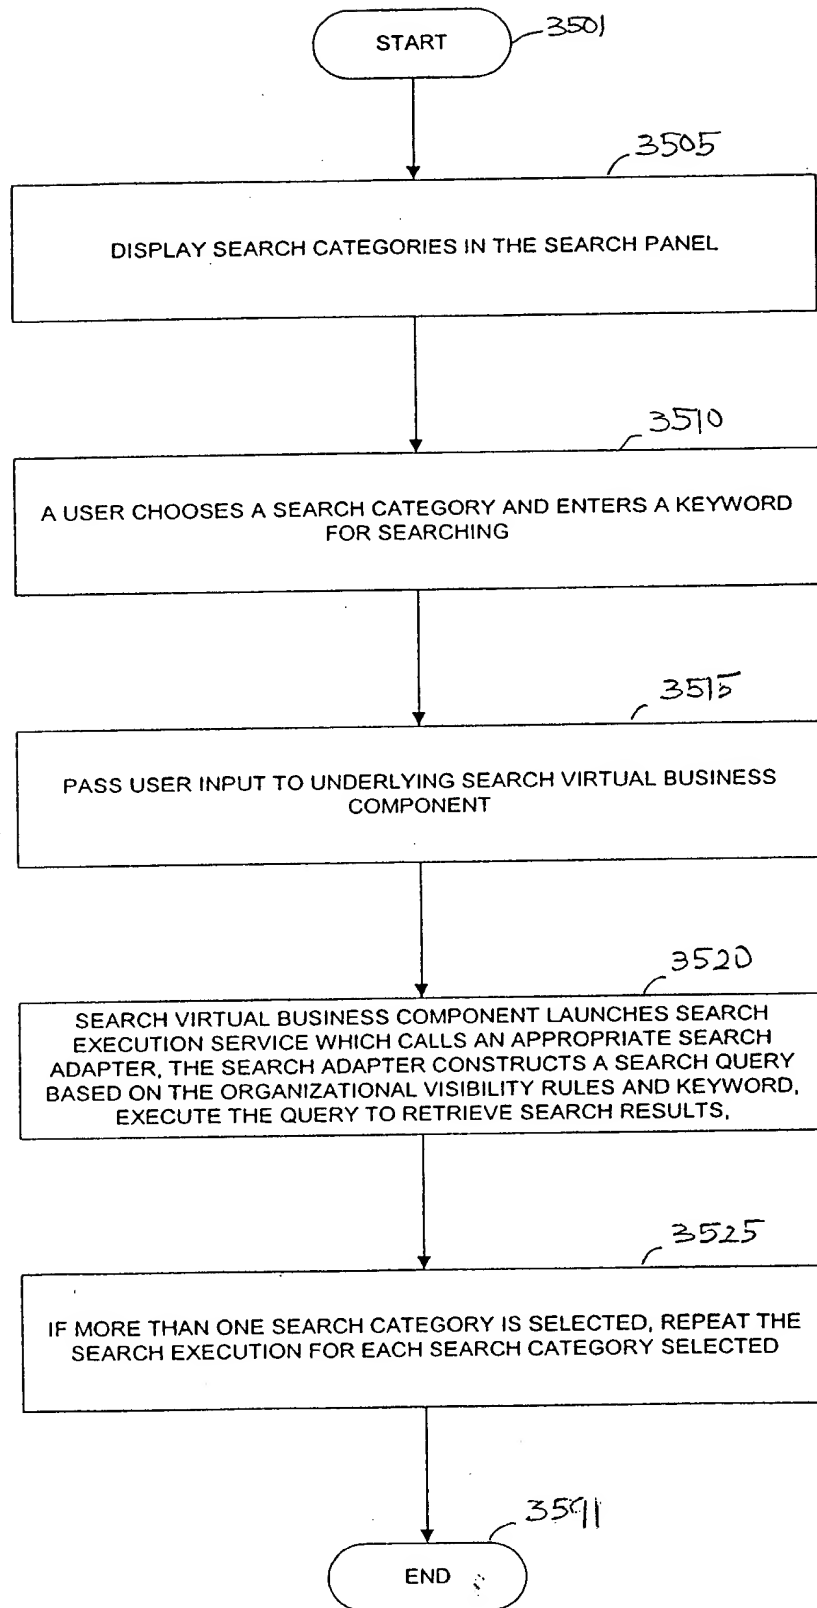 START
3501
3505
DISPLAY SEARCH CATEGORIES IN THE SEARCH PANEL
3510
A USER CHOOSES A SEARCH CATEGORY AND ENTERS A KEYWORD
FOR SEARCHING
3515
PASS USER INPUT TO UNDERLYING SEARCH VIRTUAL BUSINESS
COMPONENT
3520
SEARCH VIRTUAL BUSINESS COMPONENT LAUNCHES SEARCH
EXECUTION SERVICE WHICH CALLS AN APPROPRIATE SEARCH
ADAPTER, THE SEARCH ADAPTER CONSTRUCTS A SEARCH QUERY
BASED ON THE ORGANIZATIONAL VISIBILITY RULES AND KEYWORD,
EXECUTE THE QUERY TO RETRIEVE SEARCH RESULTS,
3525
IF MORE THAN ONE SEARCH CATEGORY IS SELECTED, REPEAT THE
SEARCH EXECUTION FOR EACH SEARCH CATEGORY SELECTED
3591
END